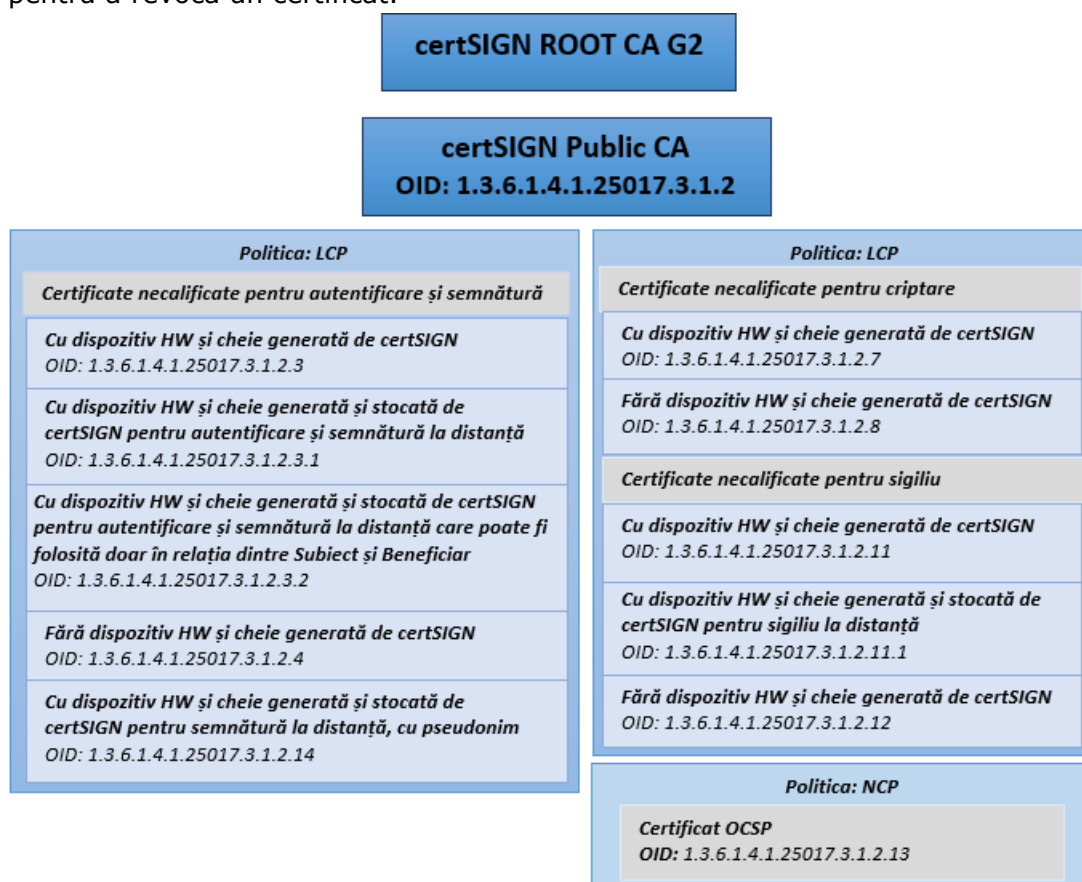 pentru a revoca un certificat.
certSIGN ROOT CA G2
certSIGN Public CA
OID: 1.3.6.1.4.1.25017.3.1.2
Politica: LCP
Certificate necalificate pentru autentificare și semnătură
Cu dispozitiv HW și cheie generată de certSIGN
OID: 1.3.6.1.4.1.25017.3.1.2.3
Cu dispozitiv HW și cheie generată și stocată de
certSIGN pentru autentificare și semnătură la distanță
OID: 1.3.6.1.4.1.25017.3.1.2.3.1
Cu dispozitiv HW și cheie generată și stocată de certSIGN
pentru autentificare și semnătură la distanță care poate fi
folosită doar în relația dintre Subiect și Beneficiar
OID: 1.3.6.1.4.1.25017.3.1.2.3.2
Fără dispozitiv HW și cheie generată de certSIGN
OID: 1.3.6.1.4.1.25017.3.1.2.4
Cu dispozitiv HW și cheie generată și stocată de
certSIGN pentru semnătură la distanță, cu pseudonim
OID: 1.3.6.1.4.1.25017.3.1.2.14
Politica: LCP
Certificate necalificate pentru criptare
Cu dispozitiv HW și cheie generată de certSIGN
OID: 1.3.6.1.4.1.25017.3.1.2.7
Fără dispozitiv HW și cheie generată de certSIGN
OID: 1.3.6.1.4.1.25017.3.1.2.8
Certificate necalificate pentru sigiliu
Cu dispozitiv HW și cheie generată de certSIGN
OID: 1.3.6.1.4.1.25017.3.1.2.11
Cu dispozitiv HW și cheie generată și stocată de
certSIGN pentru sigiliu la distanță
OID: 1.3.6.1.4.1.25017.3.1.2.11.1
Fără dispozitiv HW și cheie generată de certSIGN
OID: 1.3.6.1.4.1.25017.3.1.2.12
Politica: NCP
Certificat OCSP
OID: 1.3.6.1.4.1.25017.3.1.2.13